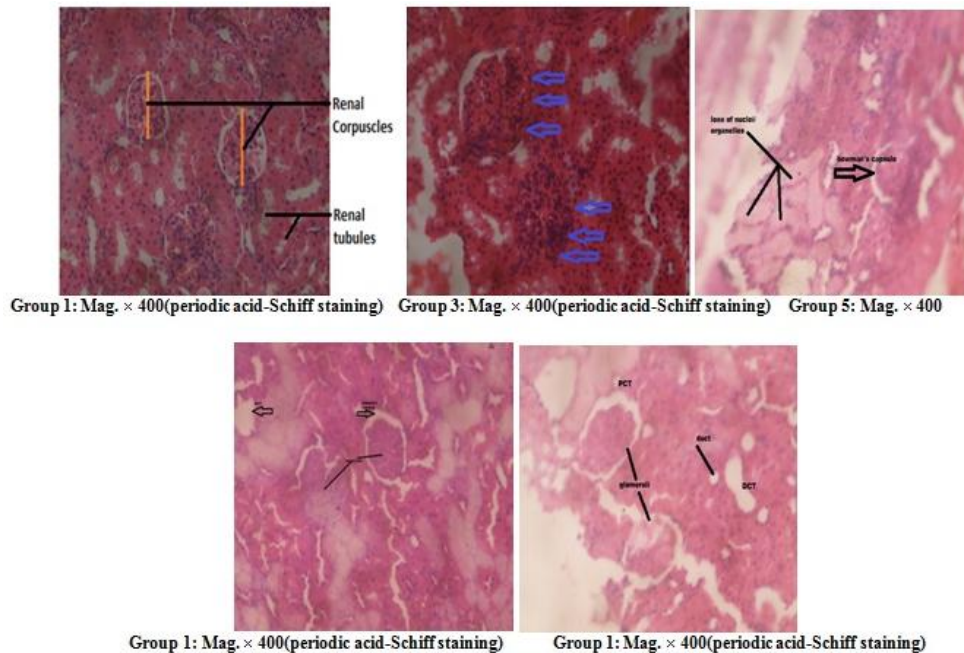 Renal
Corpuscles
Renal
tubules
loss of nucleii
organelles
bowman's capsule
Group 1: Mag. × 400(periodic acid-Schiff staining)
Group 3: Mag. × 400(periodic acid-Schiff staining)
Group 5: Mag. × 400
PCT
duct
glomeruli
DCT
Group 1: Mag. × 400(periodic acid-Schiff staining)
Group 1: Mag. × 400(periodic acid-Schiff staining)